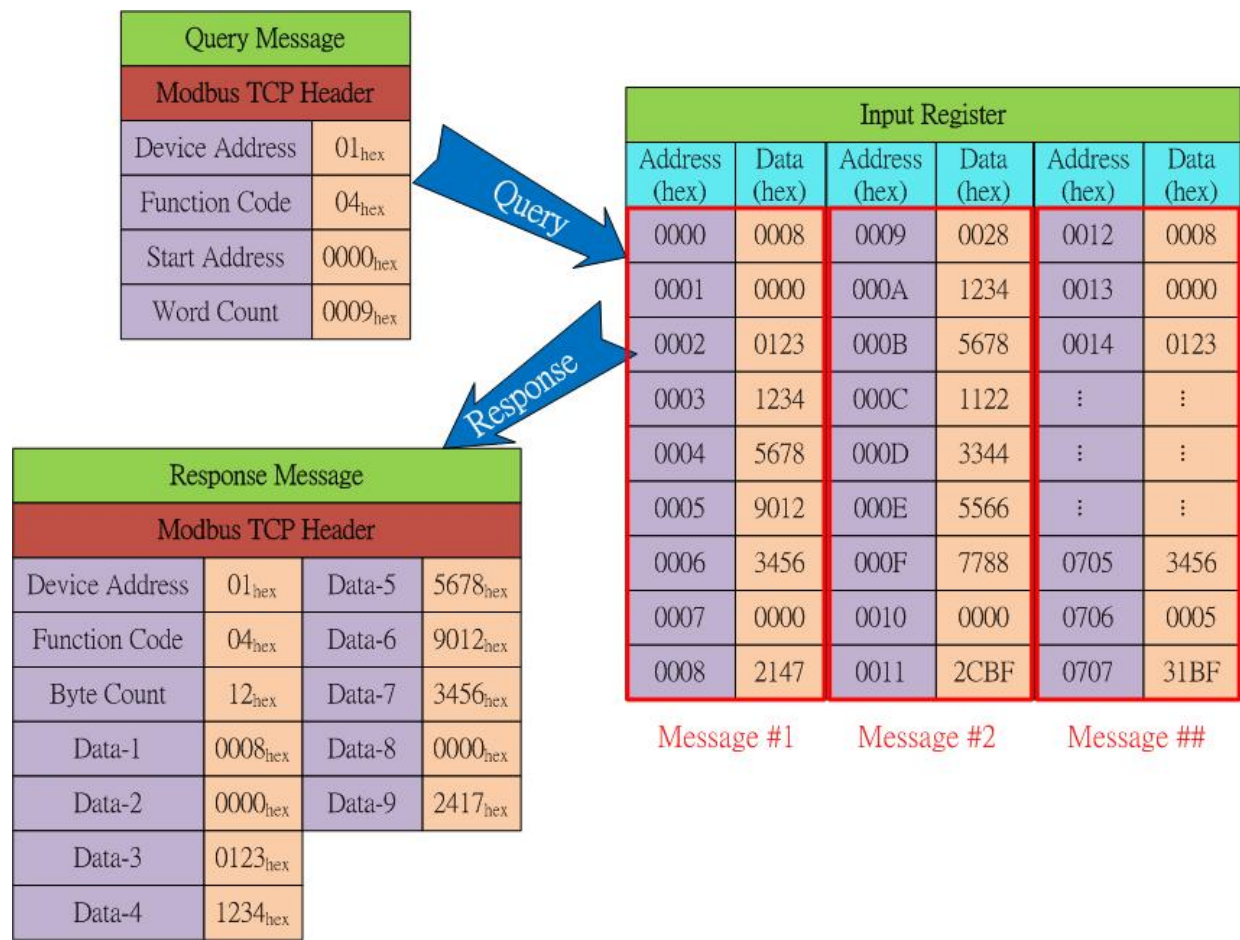 Query Message
Modbus TCP Header
Device Address 01hex
Function Code 04hex
Start Address 0000hex
Word Count 0009hex
Query
Response
Input Register
Address (hex) Data (hex) Address (hex) Data (hex) Address (hex) Data (hex)
0000 0008 0009 0028 0012 0008
0001 0000 000A 1234 0013 0000
0002 0123 000B 5678 0014 0123
0003 1234 000C 1122 ⋮ ⋮
0004 5678 000D 3344 ⋮ ⋮
0005 9012 000E 5566 ⋮ ⋮
0006 3456 000F 7788 0705 3456
0007 0000 0010 0000 0706 0005
0008 2147 0011 2CBF 0707 31BF
Message #1 Message #2 Message ##
Response Message
Modbus TCP Header
Device Address 01hex Data-5 5678hex
Function Code 04hex Data-6 9012hex
Byte Count 12hex Data-7 3456hex
Data-1 0008hex Data-8 0000hex
Data-2 0000hex Data-9 2417hex
Data-3 0123hex
Data-4 1234hex